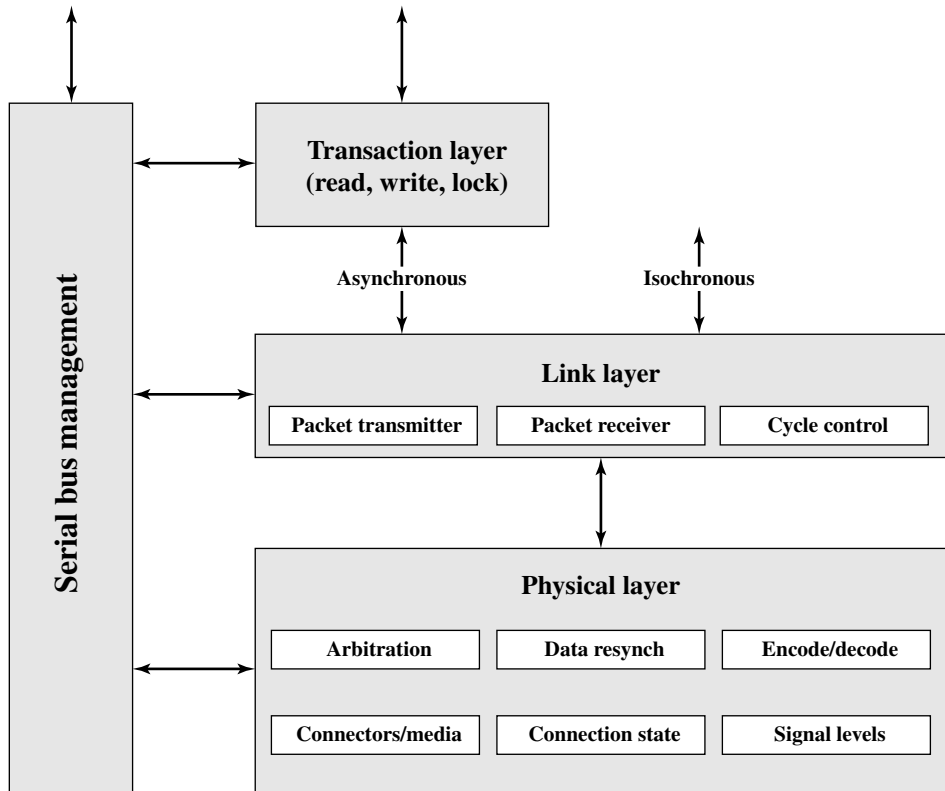 Serial bus management
Transaction layer
(read, write, lock)
Asynchronous
Isochronous
Link layer
Packet transmitter
Packet receiver
Cycle control
Physical layer
Arbitration
Data resynch
Encode/decode
Connectors/media
Connection state
Signal levels